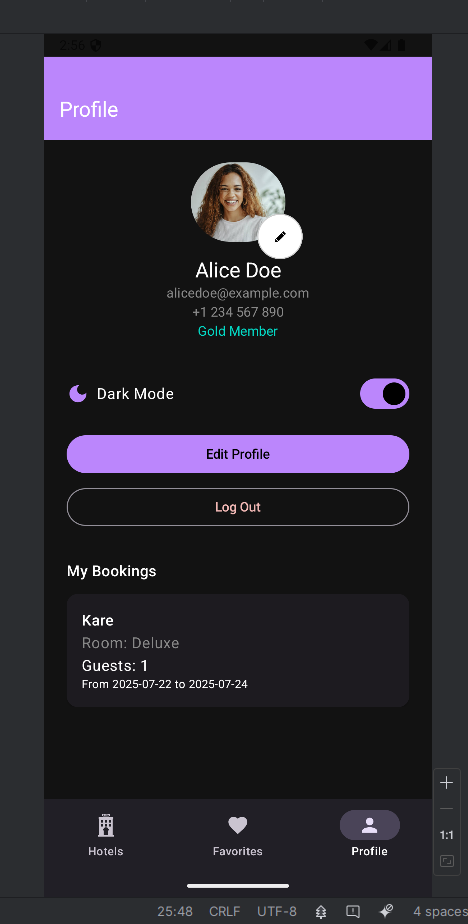 2:56
Profile
Alice Doe
alicedoe@example.com
+1 234 567 890
Gold Member
Dark Mode
Edit Profile
Log Out
My Bookings
Kare
Room: Deluxe
Guests: 1
From 2025-07-22 to 2025-07-24
Hotels Favorites Profile
1:1
25:48 CRLF UTF-8 4 spaces